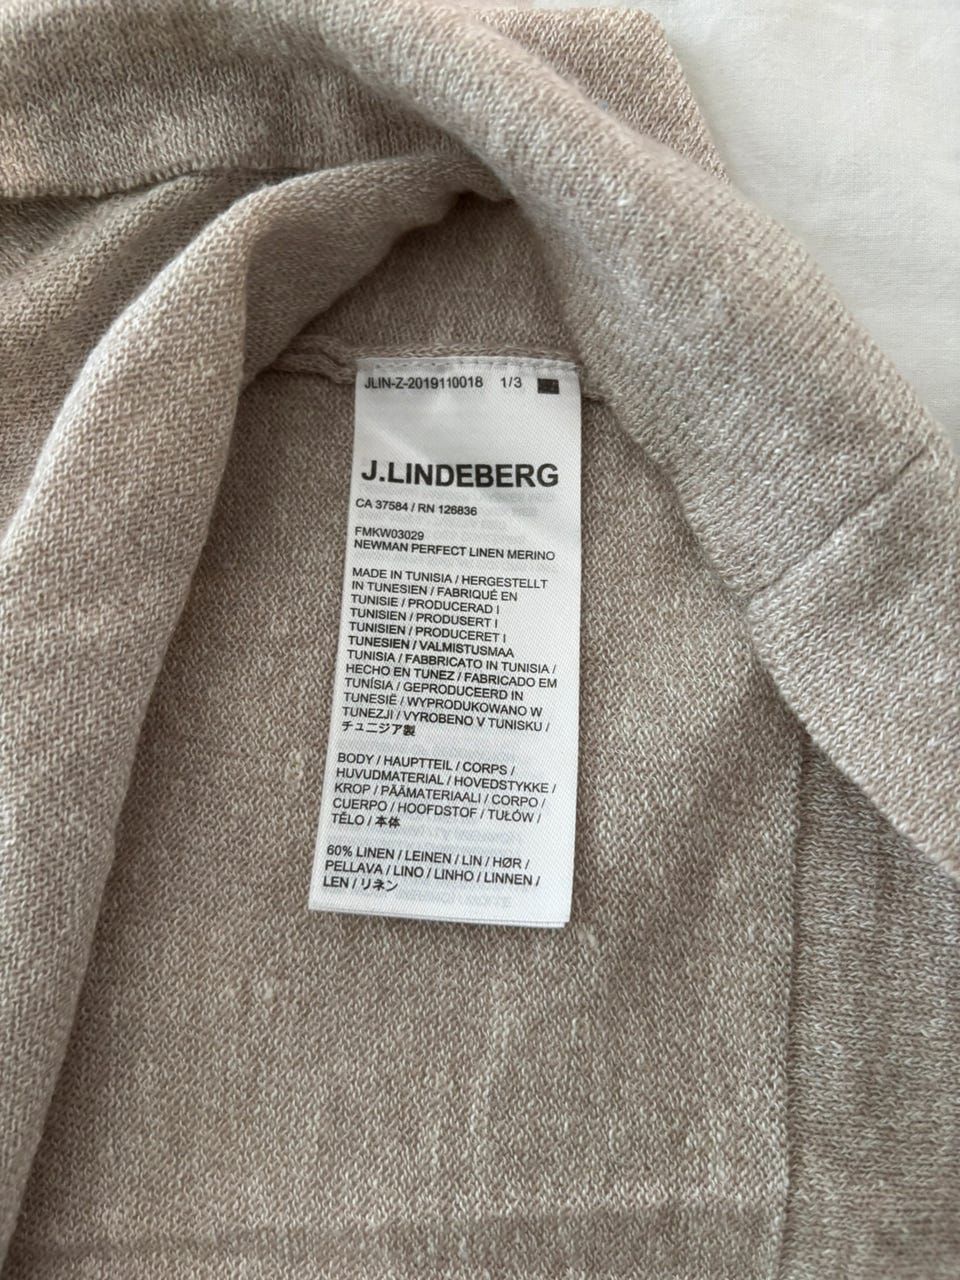 JLIN-Z-2019110018 1/3
J.LINDEBERG
CA 37584 / RN 126836
FMKW03029
NEWMAN PERFECT LINEN MERINO
MADE IN TUNISIA / HERGESTELLT
IN TUNESIEN / FABRIQUÉ EN
TUNISIE / PRODUCERAD I
TUNISIEN / PRODUSERT I
TUNISIEN / PRODUCERET I
TUNESIEN / VALMISTUSMAA
TUNISIA / FABBRICATO IN TUNISIA /
HECHO EN TUNEZ / FABRICADO EM
TUNÍSIA / GEPRODUCEERD IN
TUNESIË / WYPRODUKOWANO W
TUNEZJI / VYROBENO V TUNISKU /
チュニジア製
BODY / HAUPTTEIL / CORPS /
HUVUDMATERIAL / HOVEDSTYKKE /
KROP / PÄÄMATERIAALI / CORPO /
CUERPO / HOOFDSTOF / TUŁÓW /
TĚLO / 本体
60% LINEN / LEINEN / LIN / HØR /
PELLAVA / LINO / LINHO / LINNEN /
LEN / リネン